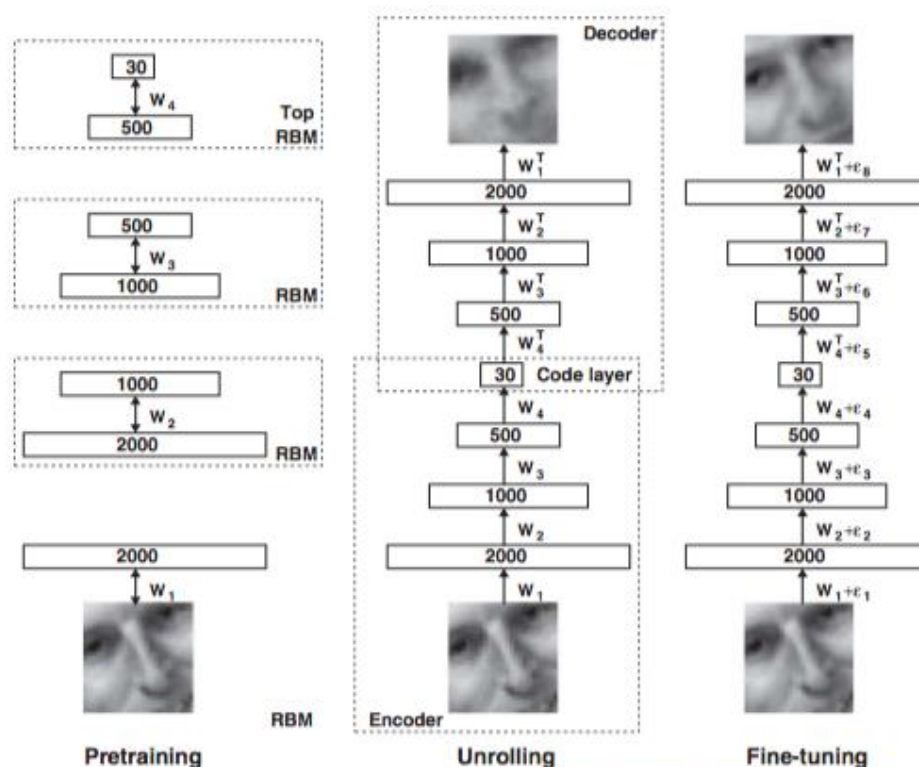 30
W₄
500
Top
RBM
500
W₃
1000
RBM
1000
W₂
2000
RBM
2000
W₁
RBM
Pretraining
Decoder
W₁ᵀ
2000
W₂ᵀ
1000
W₃ᵀ
500
W₄ᵀ
30
Code layer
W₄
500
W₃
1000
W₂
2000
W₁
Encoder
Unrolling
W₁ᵀ+ε₈
2000
W₂ᵀ+ε₇
1000
W₃ᵀ+ε₆
500
W₄ᵀ+ε₅
30
W₄+ε₄
500
W₃+ε₃
1000
W₂+ε₂
2000
W₁+ε₁
Fine-tuning